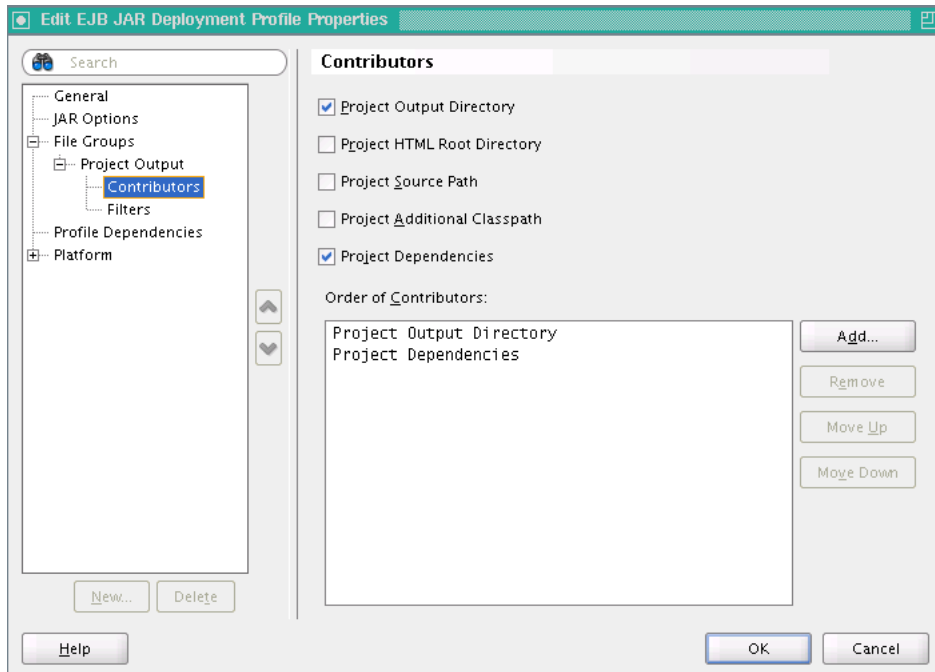 Edit EJB JAR Deployment Profile Properties
Search
General
JAR Options
File Groups
Project Output
Contributors
Filters
Profile Dependencies
Platform
New...
Delete
Contributors
Project Output Directory
Project HTML Root Directory
Project Source Path
Project Additional Classpath
Project Dependencies
Order of Contributors:
Project Output Directory
Project Dependencies
Add...
Remove
Move Up
Move Down
Help
OK
Cancel